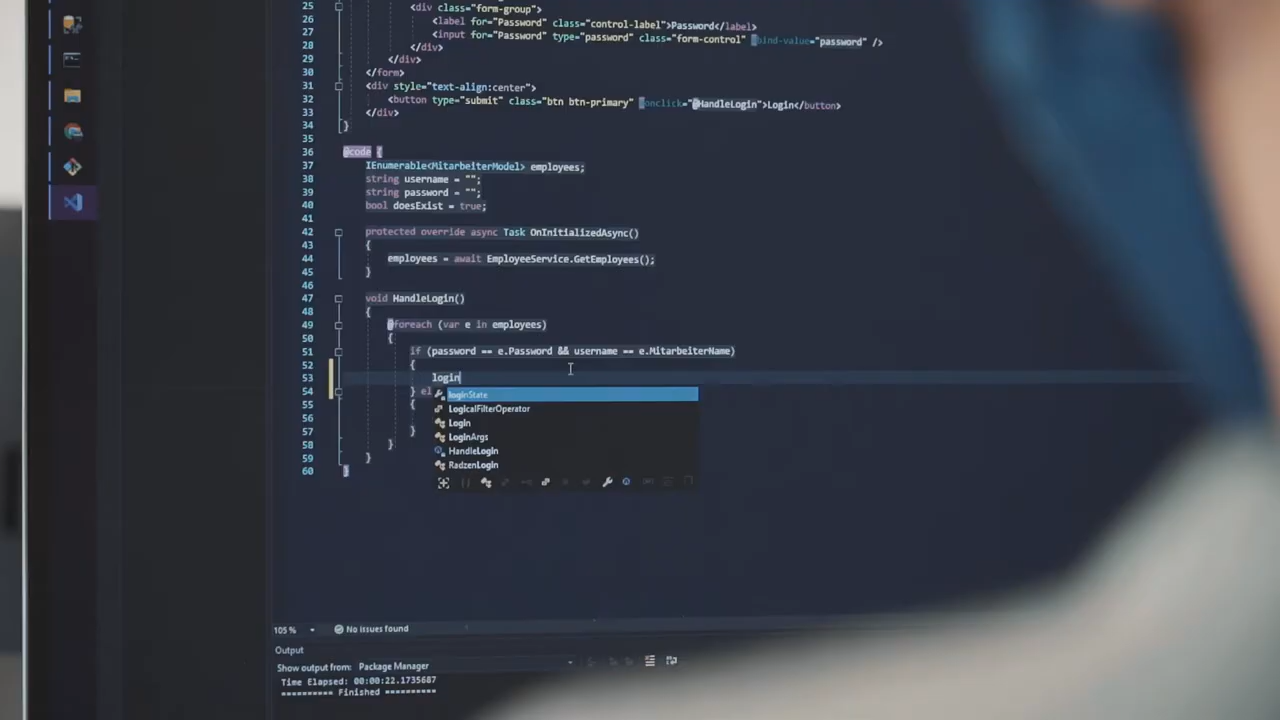 25 <div class="form-group">
26 <label for="Password" class="control-label">Password</label>
27 <input for="Password" type="password" class="form-control" @bind-value="password" />
28 </div>
29 </div>
30 </form>
31 <div style="text-align:center">
32 <button type="submit" class="btn btn-primary" @onclick="@HandleLogin">Login</button>
33 </div>
34 }
35
36 @code {
37 IEnumerable<MitarbeiterModel> employees;
38 string username = "";
39 string password = "";
40 bool doesExist = true;
41
42 protected override async Task OnInitializedAsync()
43 {
44 employees = await EmployeeService.GetEmployees();
45 }
46
47 void HandleLogin()
48 {
49 @foreach (var e in employees)
50 {
51 if (password == e.Password && username == e.MitarbeiterName)
52 {
53 login
54 } el
loginState
55 {
LogicalFilterOperator
56
Login
57 }
LoginArgs
58 }
HandleLogin
59 }
RadzenLogin
60 }
105 %
No issues found
Output
Show output from: Package Manager
Time Elapsed: 00:00:22.1735687
========== Finished ==========